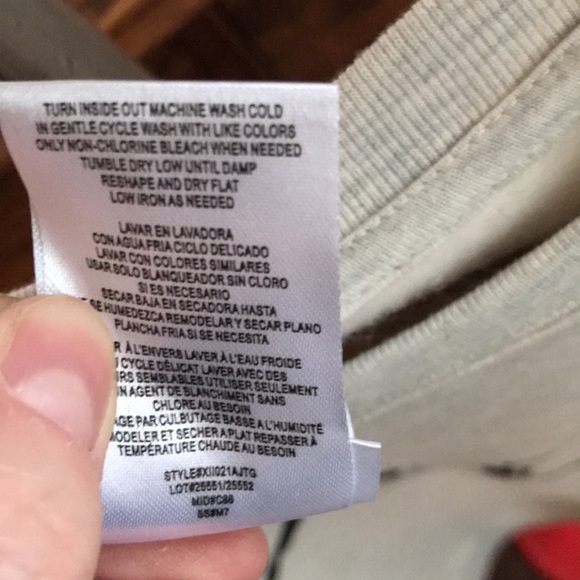 TURN INSIDE OUT MACHINE WASH COLD
IN GENTLE CYCLE WASH WITH LIKE COLORS
ONLY NON-CHLORINE BLEACH WHEN NEEDED
TUMBLE DRY LOW UNTIL DAMP
RESHAPE AND DRY FLAT
LOW IRON AS NEEDED
LAVAR EN LAVADORA
CON AGUA FRIA CICLO DELICADO
LAVAR CON COLORES SIMILARES
USAR SOLO BLANQUEADOR SIN CLORO
SI ES NECESARIO
SECAR BAJA EN SECADORA HASTA
SE HUMEDEZCA REMODELAR Y SECAR PLANO
PLANCHA FRIA SI SE NECESITA
R À L'ENVERS LAVER À L'EAU FROIDE
CYCLE DÉLICAT LAVER AVEC DES
URS SEMBLABLES UTILISER SEULEMENT
N AGENT DE BLANCHIMENT SANS
CHLORE AU BESOIN
AGE PAR CULBUTAGE BASSE A L'HUMIDITÉ
MODELER ET SECHER A PLAT REPASSER À
TEMPÉRATURE CHAUDE AU BESOIN
STYLE#XII021AJTG
LOT#25551/25552
MID#C86
SS#M7